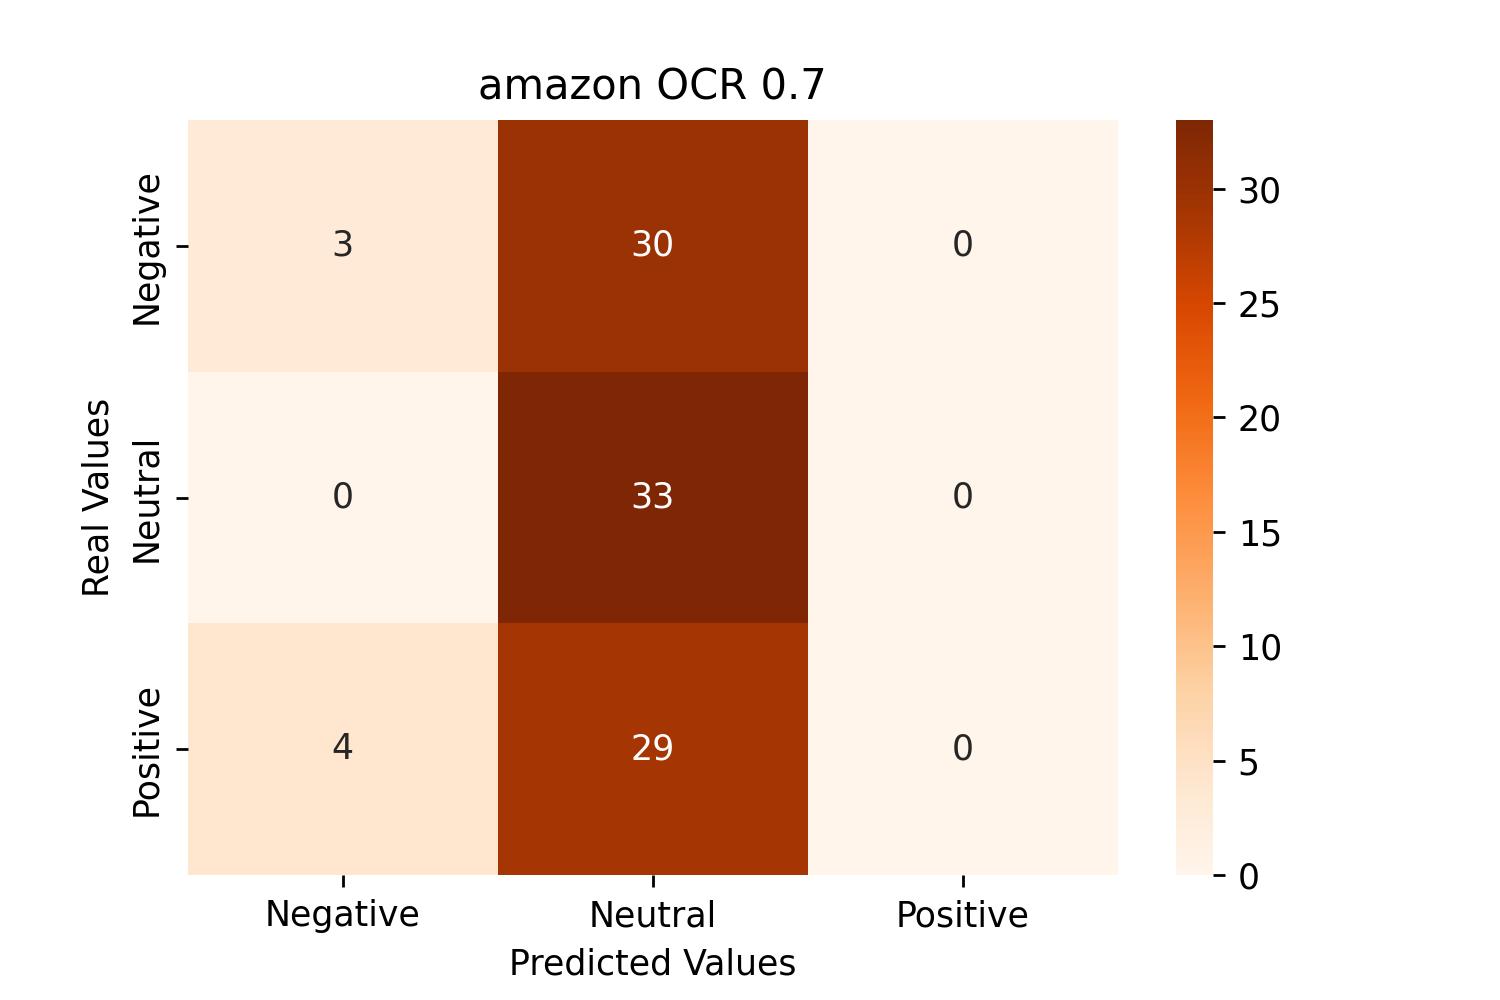 amazon OCR 0.7
Real Values
Negative
3 30 0
Neutral
0 33 0
Positive
4 29 0
Negative Neutral Positive
Predicted Values
30
25
20
15
10
5
0